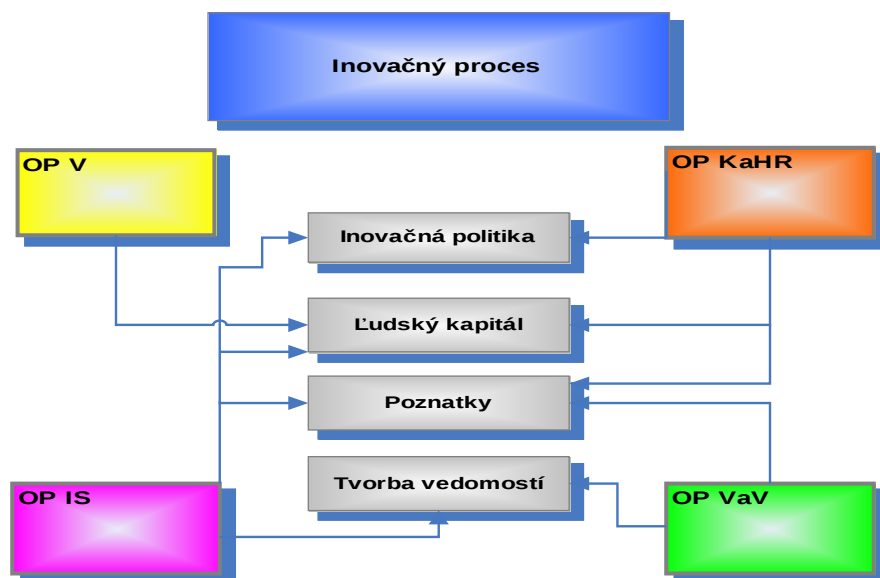 Inovačný proces
OP V
OP KaHR
Inovačná politika
Ľudský kapitál
Poznatky
Tvorba vedomostí
OP IS
OP VaV